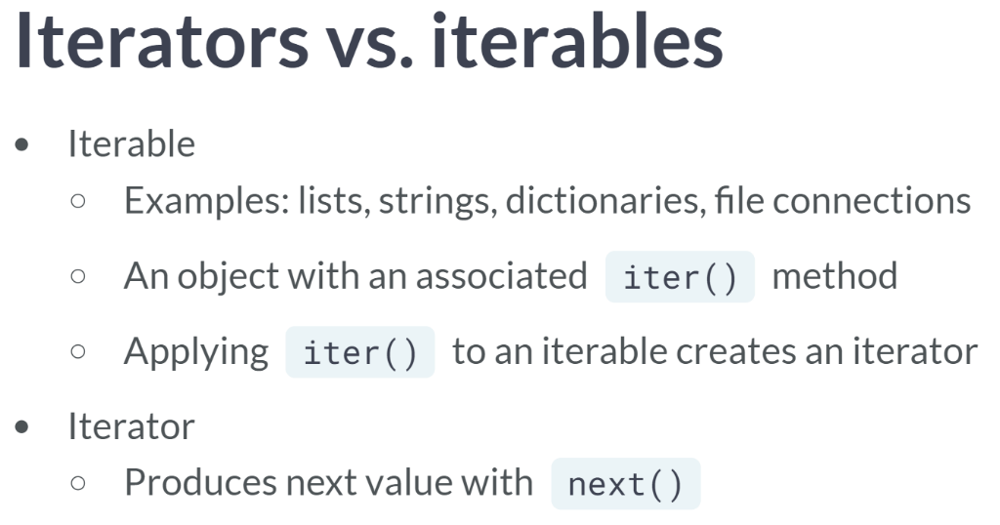 Iterators vs. iterables
• Iterable
○ Examples: lists, strings, dictionaries, file connections
○ An object with an associated iter() method
○ Applying iter() to an iterable creates an iterator
• Iterator
○ Produces next value with next()